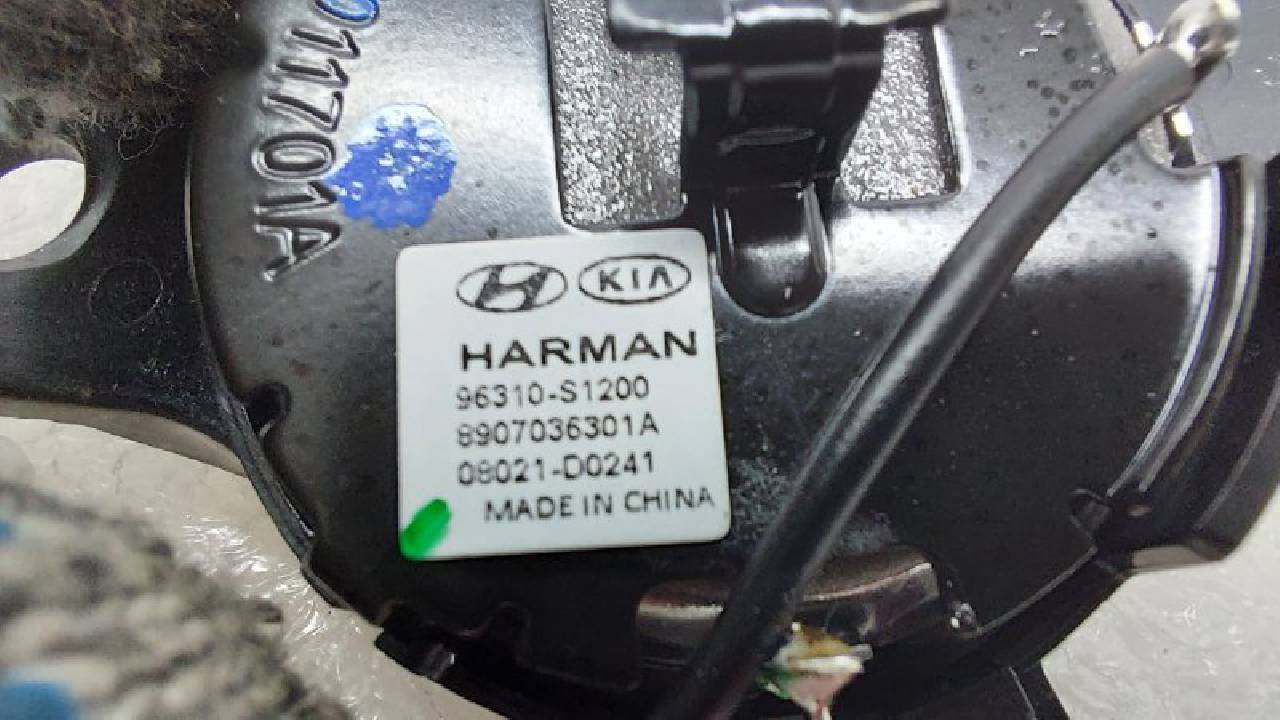 11701A
KIA
HARMAN
96310-S1200
8907036301A
08021-D0241
MADE IN CHINA